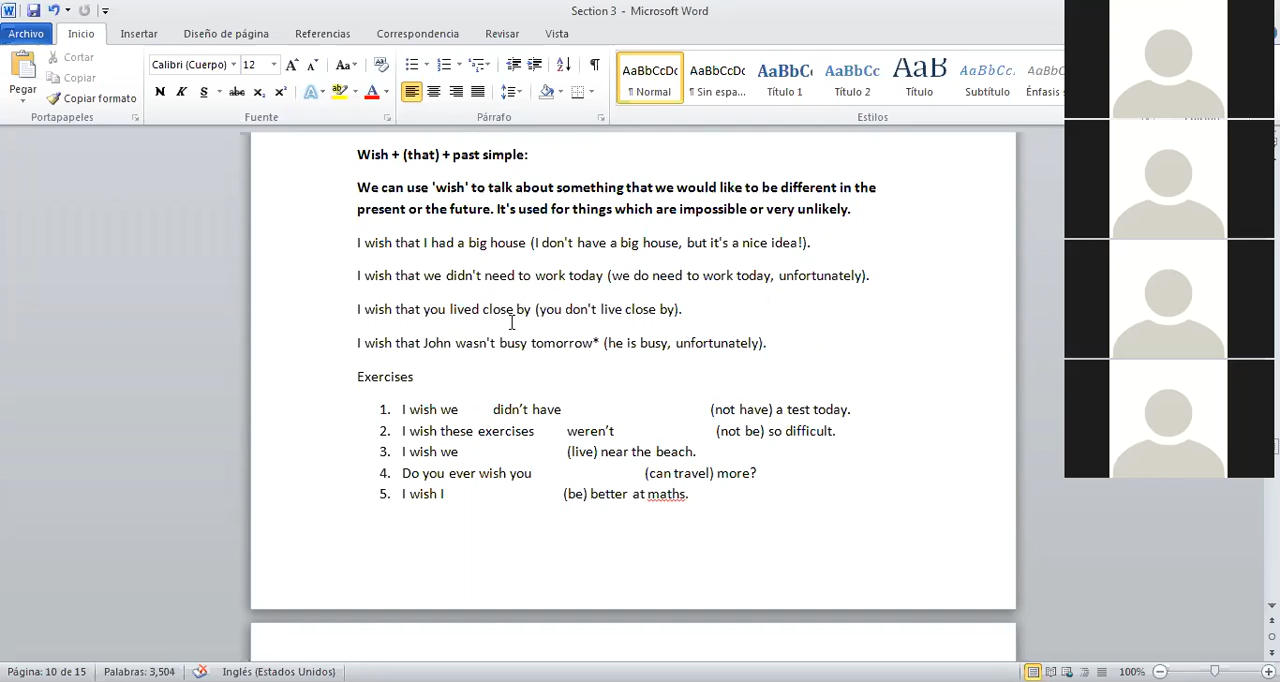 Section 3 - Microsoft Word
Archivo Inicio Insertar Diseño de página Referencias Correspondencia Revisar Vista
Pegar Cortar Copiar Copiar formato
Calibri (Cuerpo) 12
AaBbCcDc AaBbCcDc AaBbC AaBbCc AaB AaBbCc. AaBbC
¶ Normal ¶ Sin espa... Título 1 Título 2 Título Subtítulo Énfasis
Portapapeles Fuente Párrafo Estilos
Wish + (that) + past simple:
We can use 'wish' to talk about something that we would like to be different in the
present or the future. It's used for things which are impossible or very unlikely.
I wish that I had a big house (I don't have a big house, but it's a nice idea!).
I wish that we didn't need to work today (we do need to work today, unfortunately).
I wish that you lived close by (you don't live close by).
I wish that John wasn't busy tomorrow* (he is busy, unfortunately).
Exercises
1. I wish we didn't have (not have) a test today.
2. I wish these exercises weren't (not be) so difficult.
3. I wish we (live) near the beach.
4. Do you ever wish you (can travel) more?
5. I wish I (be) better at maths.
Página: 10 de 15 Palabras: 3,504 Inglés (Estados Unidos) 100%